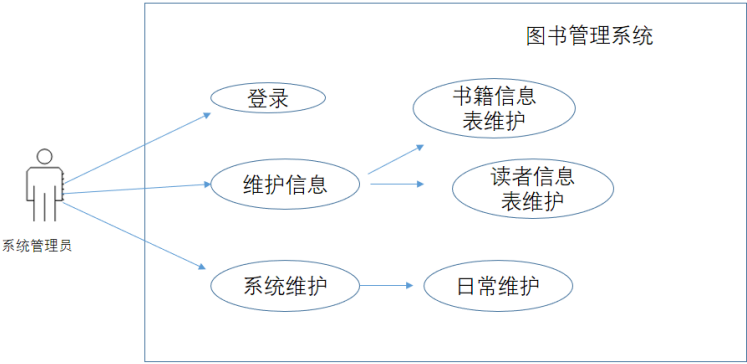 图书管理系统
登录
书籍信息
表维护
维护信息
读者信息
表维护
系统管理员
系统维护
日常维护